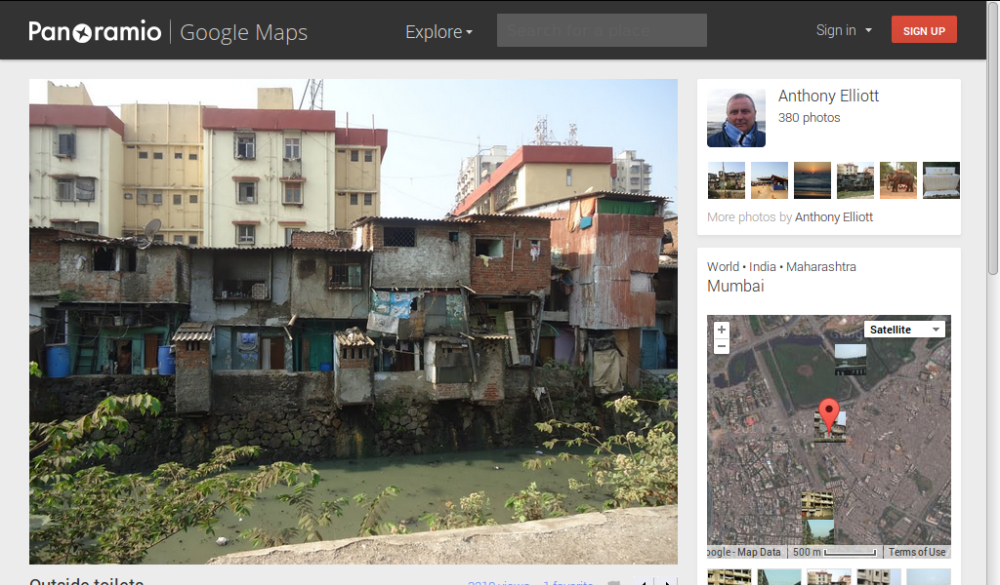 Panoramio Google Maps
Explore
Search for a place
Sign in
SIGN UP
Anthony Elliott
380 photos
More photos by Anthony Elliott
World • India • Maharashtra
Mumbai
+
Satellite
−
oogle - Map Data
500 m
Terms of Use
Outside toilets
2010 views
1 favorite